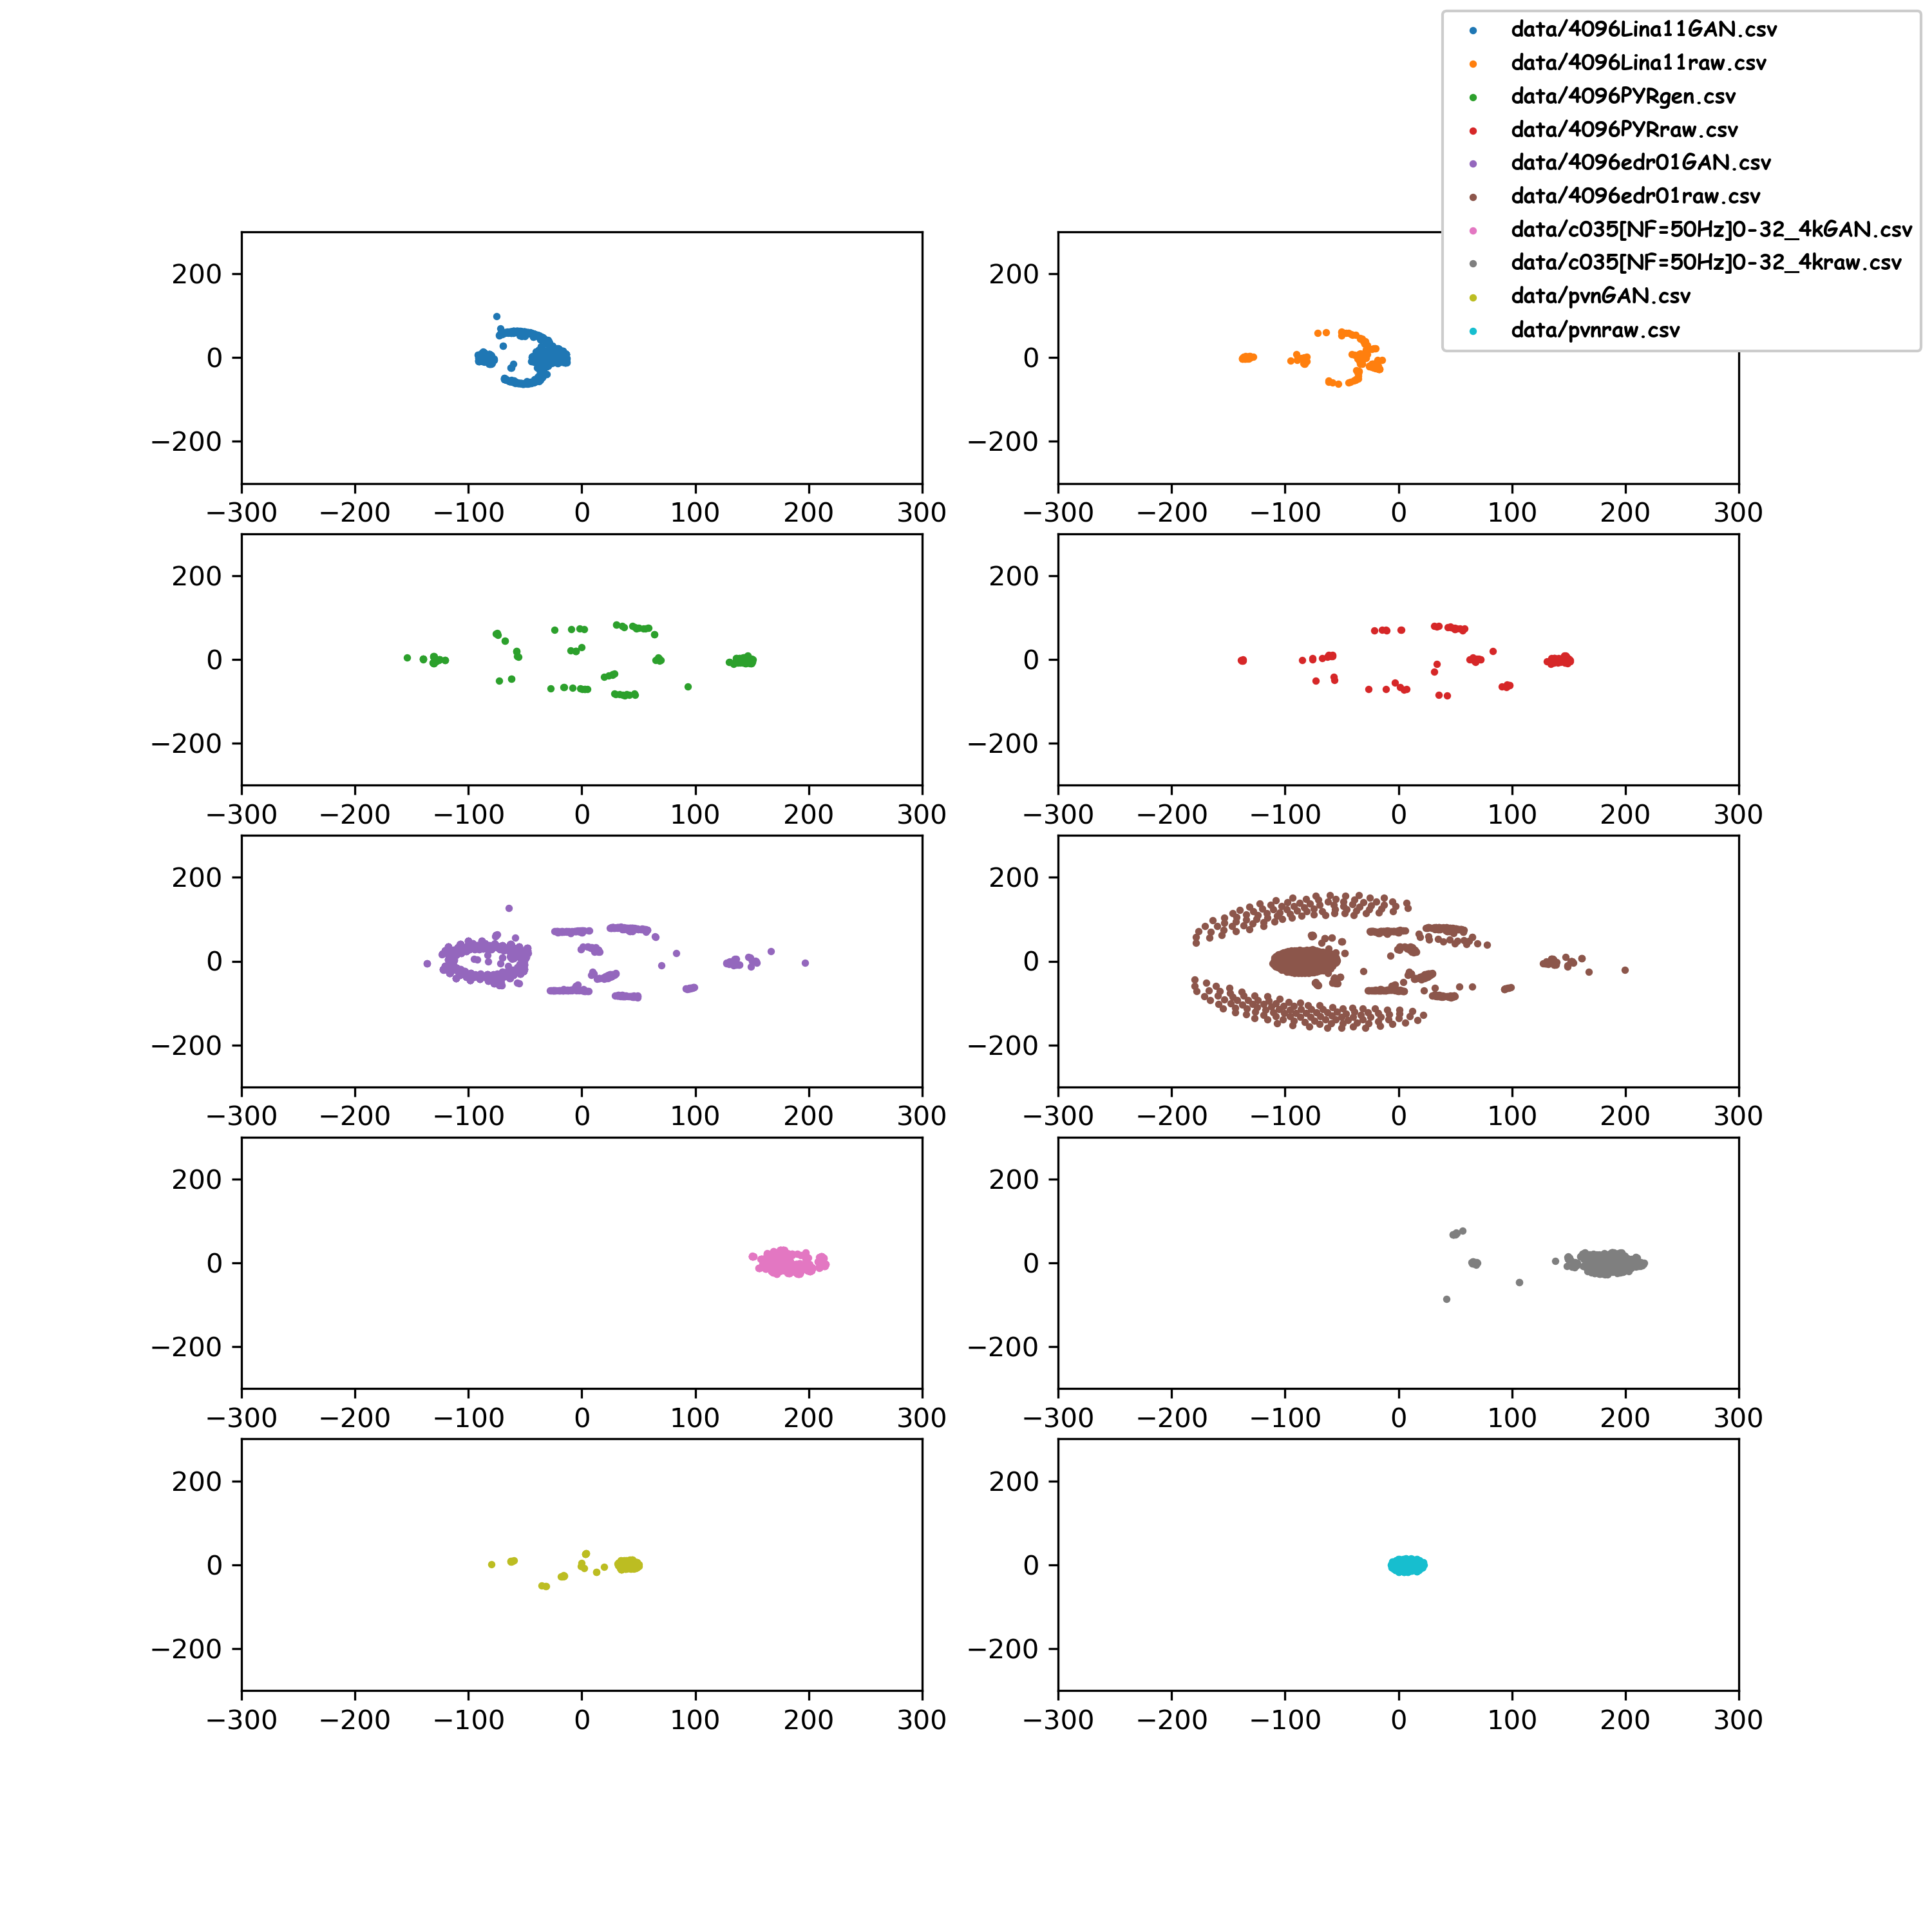 data/4096Lina11GAN.csv
data/4096Lina11raw.csv
data/4096PYRgen.csv
data/4096PYRraw.csv
data/4096edr01GAN.csv
data/4096edr01raw.csv
data/c035[NF=50Hz]0-32_4kGAN.csv
data/c035[NF=50Hz]0-32_4kraw.csv
data/pvnGAN.csv
data/pvnraw.csv
200 200
0 0
−200 −200
−300 −200 −100 0 100 200 300 −300 −200 −100 0 100 200 300
200 200
0 0
−200 −200
−300 −200 −100 0 100 200 300 −300 −200 −100 0 100 200 300
200 200
0 0
−200 −200
−300 −200 −100 0 100 200 300 −300 −200 −100 0 100 200 300
200 200
0 0
−200 −200
−300 −200 −100 0 100 200 300 −300 −200 −100 0 100 200 300
200 200
0 0
−200 −200
−300 −200 −100 0 100 200 300 −300 −200 −100 0 100 200 300